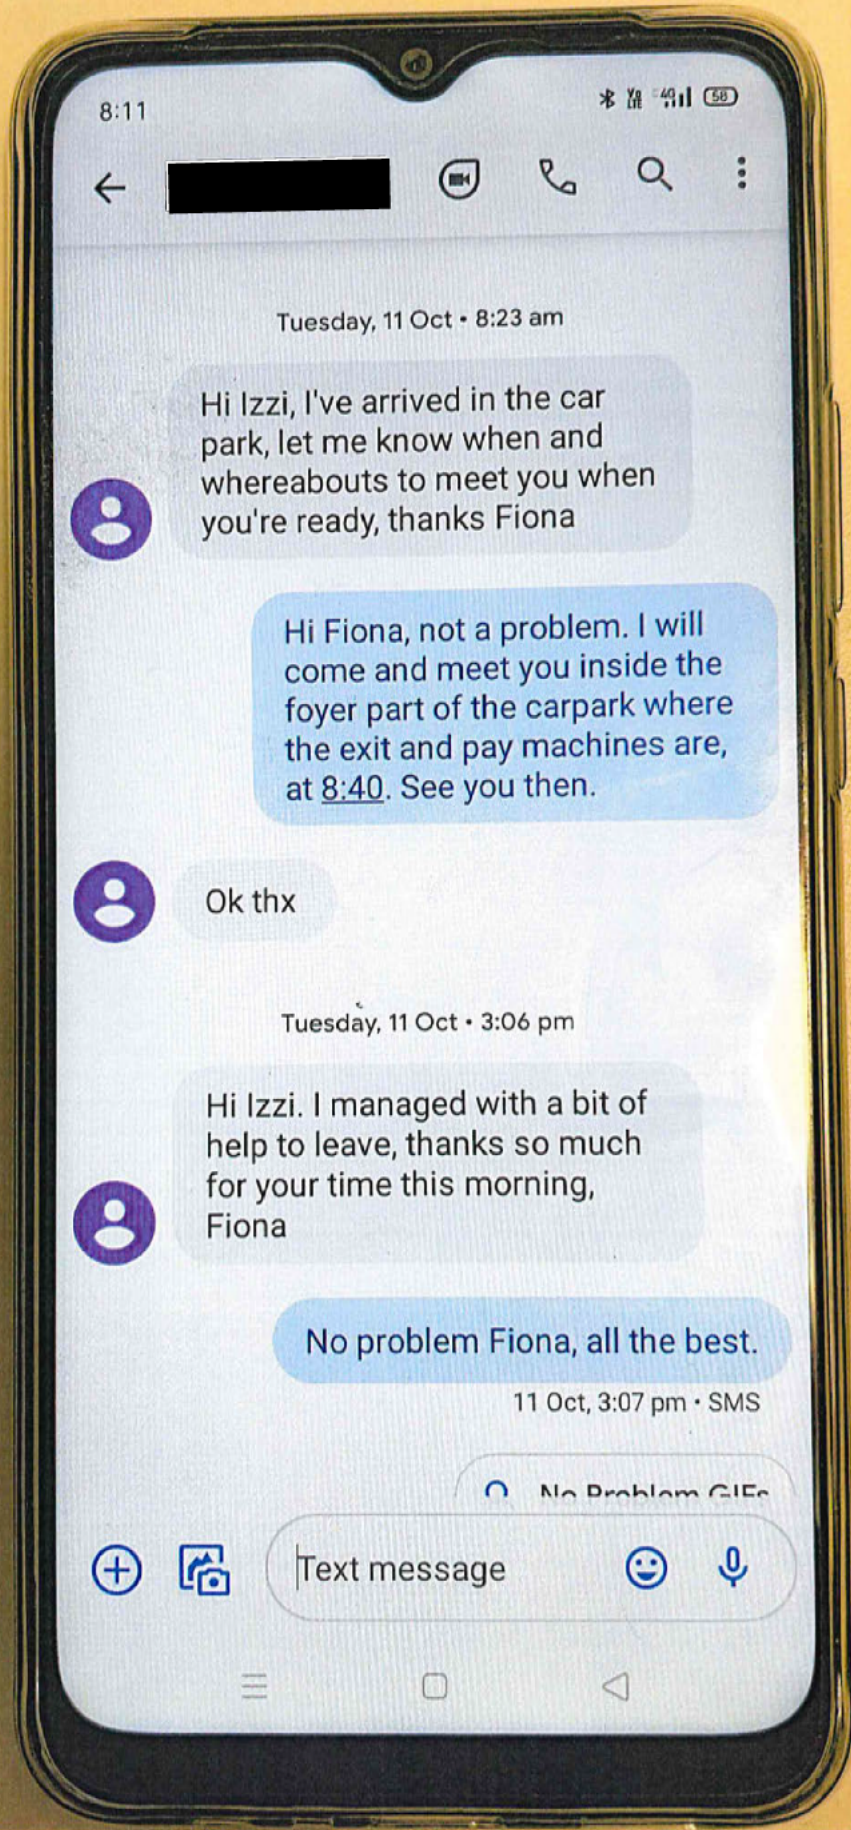 8:11
4G 58
Tuesday, 11 Oct • 8:23 am
Hi Izzi, I've arrived in the car
park, let me know when and
whereabouts to meet you when
you're ready, thanks Fiona
Hi Fiona, not a problem. I will
come and meet you inside the
foyer part of the carpark where
the exit and pay machines are,
at 8:40. See you then.
Ok thx
Tuesday, 11 Oct • 3:06 pm
Hi Izzi. I managed with a bit of
help to leave, thanks so much
for your time this morning,
Fiona
No problem Fiona, all the best.
11 Oct, 3:07 pm • SMS
No Problem GIFs
Text message